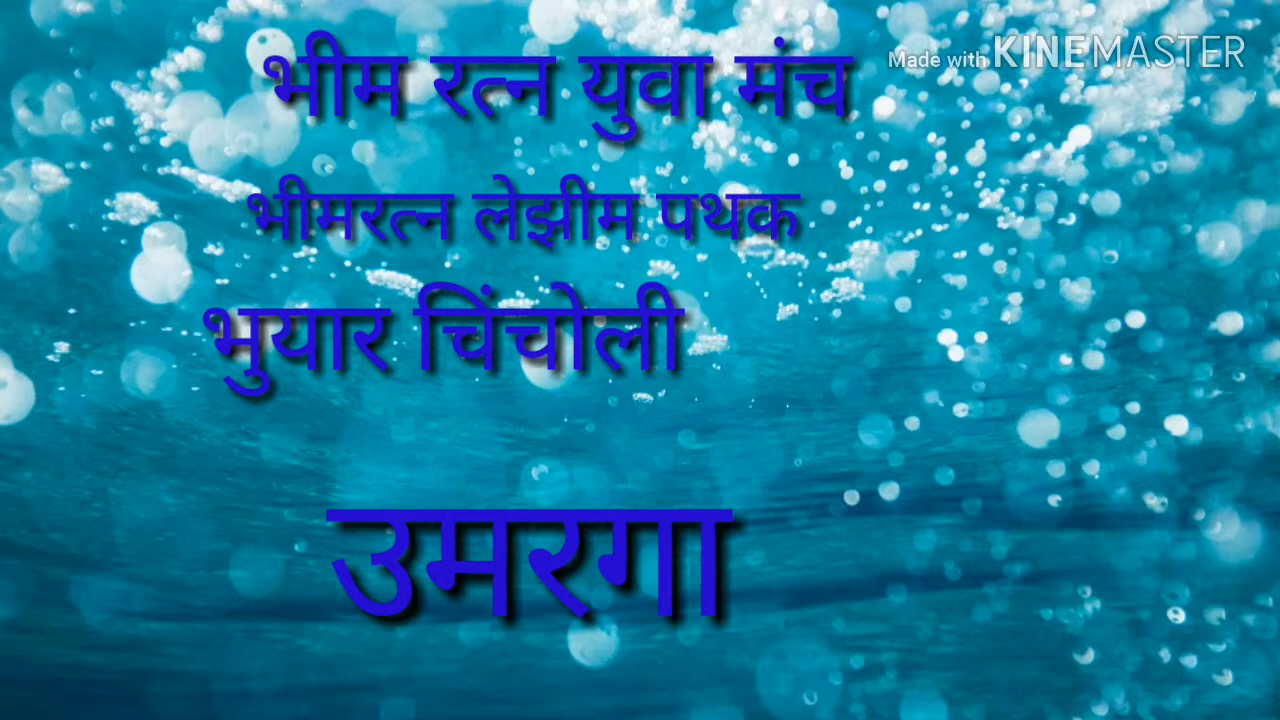 भीम रत्न युवा मंच
Made with KINEMASTER
भीमरत्न लेझीम पथक
भुयार चिंचोली
उमरगा